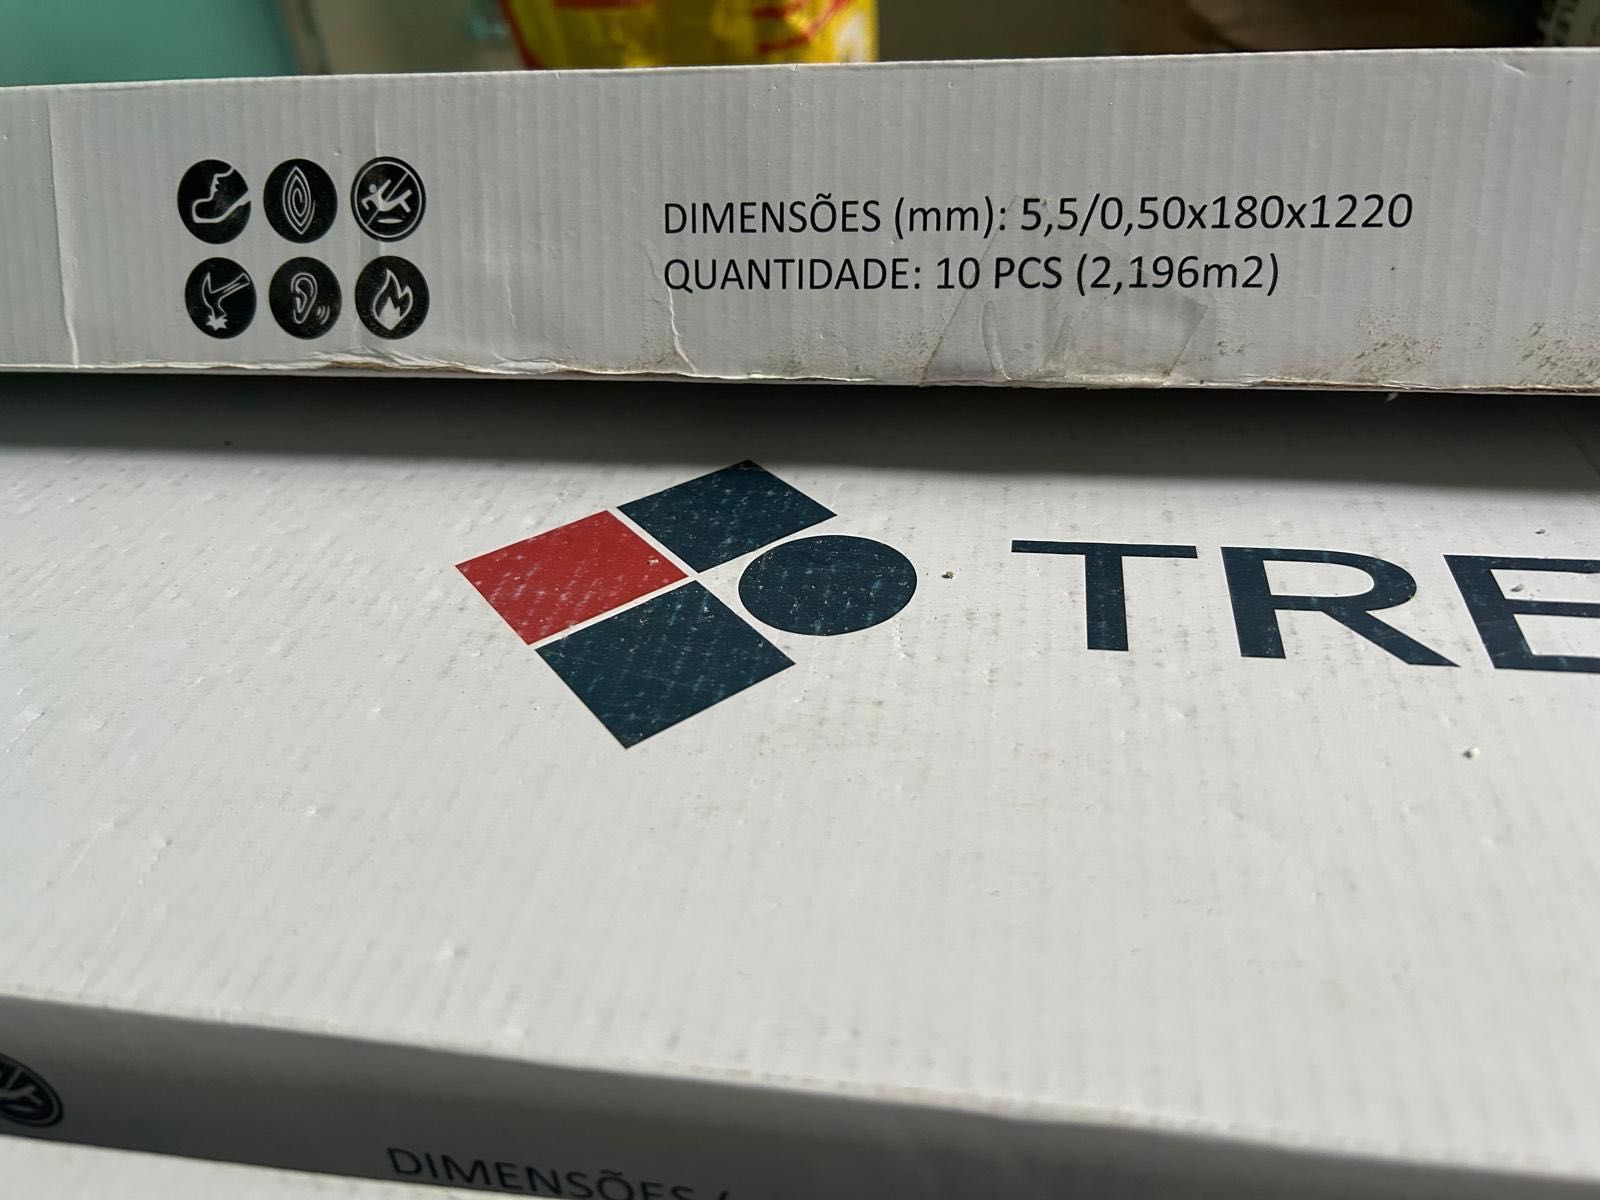 DIMENSÕES (mm): 5,5/0,50x180x1220
QUANTIDADE: 10 PCS (2,196m2)
TRE
DIMENSÕES (